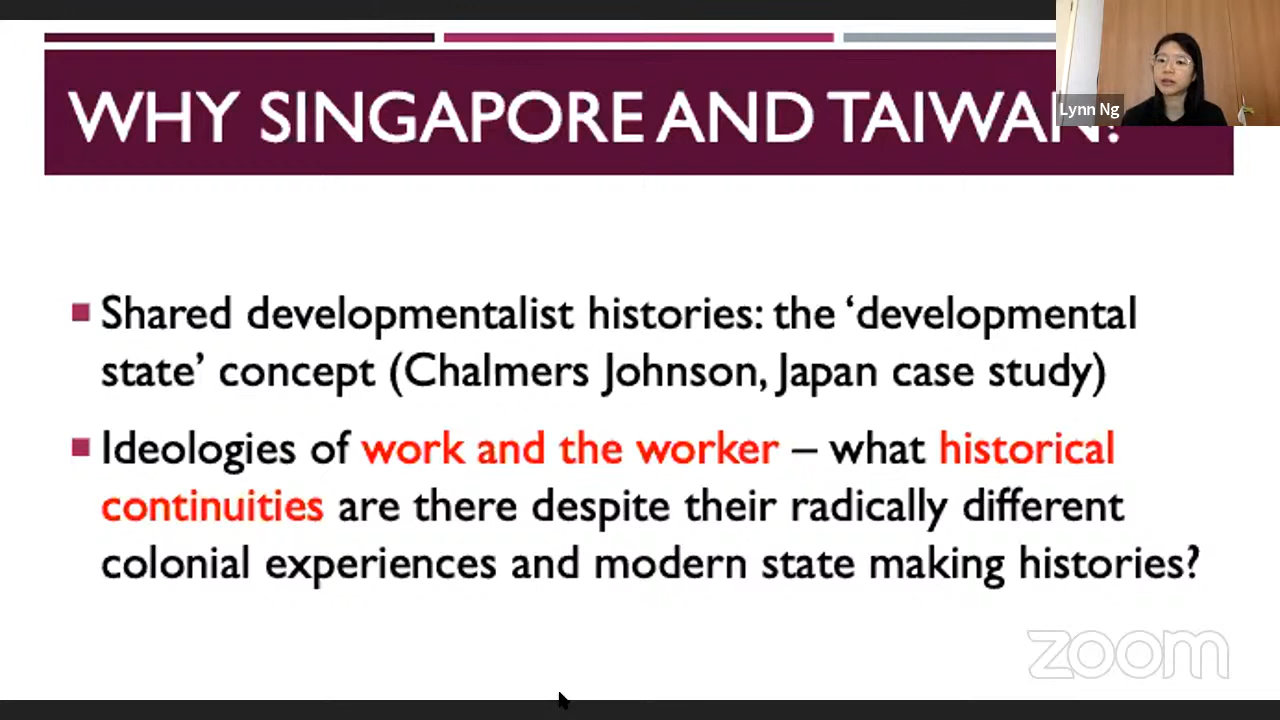 WHY SINGAPORE AND TAIWAN?
Lynn Ng
Shared developmentalist histories: the ‘developmental
state’ concept (Chalmers Johnson, Japan case study)
Ideologies of work and the worker – what historical
continuities are there despite their radically different
colonial experiences and modern state making histories?
zoom